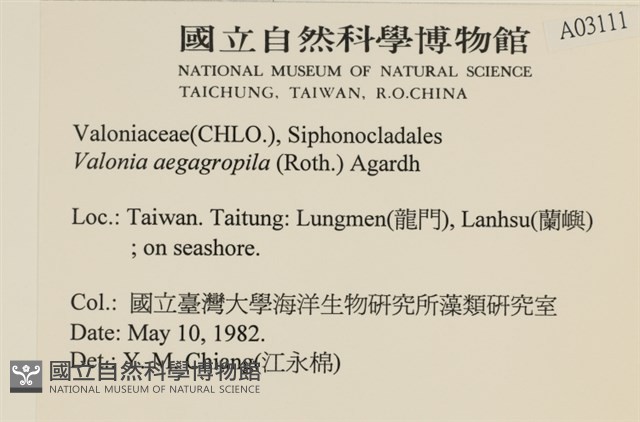 國立自然科學博物館
A03111
NATIONAL MUSEUM OF NATURAL SCIENCE
TAICHUNG, TAIWAN, R.O.CHINA
Valoniaceae(CHLO.), Siphonocladales
Valonia aegagropila (Roth.) Agardh
Loc.: Taiwan. Taitung: Lungmen(龍門), Lanhsu(蘭嶼)
; on seashore.
Col.: 國立臺灣大學海洋生物研究所藻類研究室
Date: May 10, 1982.
Det.: Y. M. Chiang(江永棉)
國立自然科學博物館
NATIONAL MUSEUM OF NATURAL SCIENCE